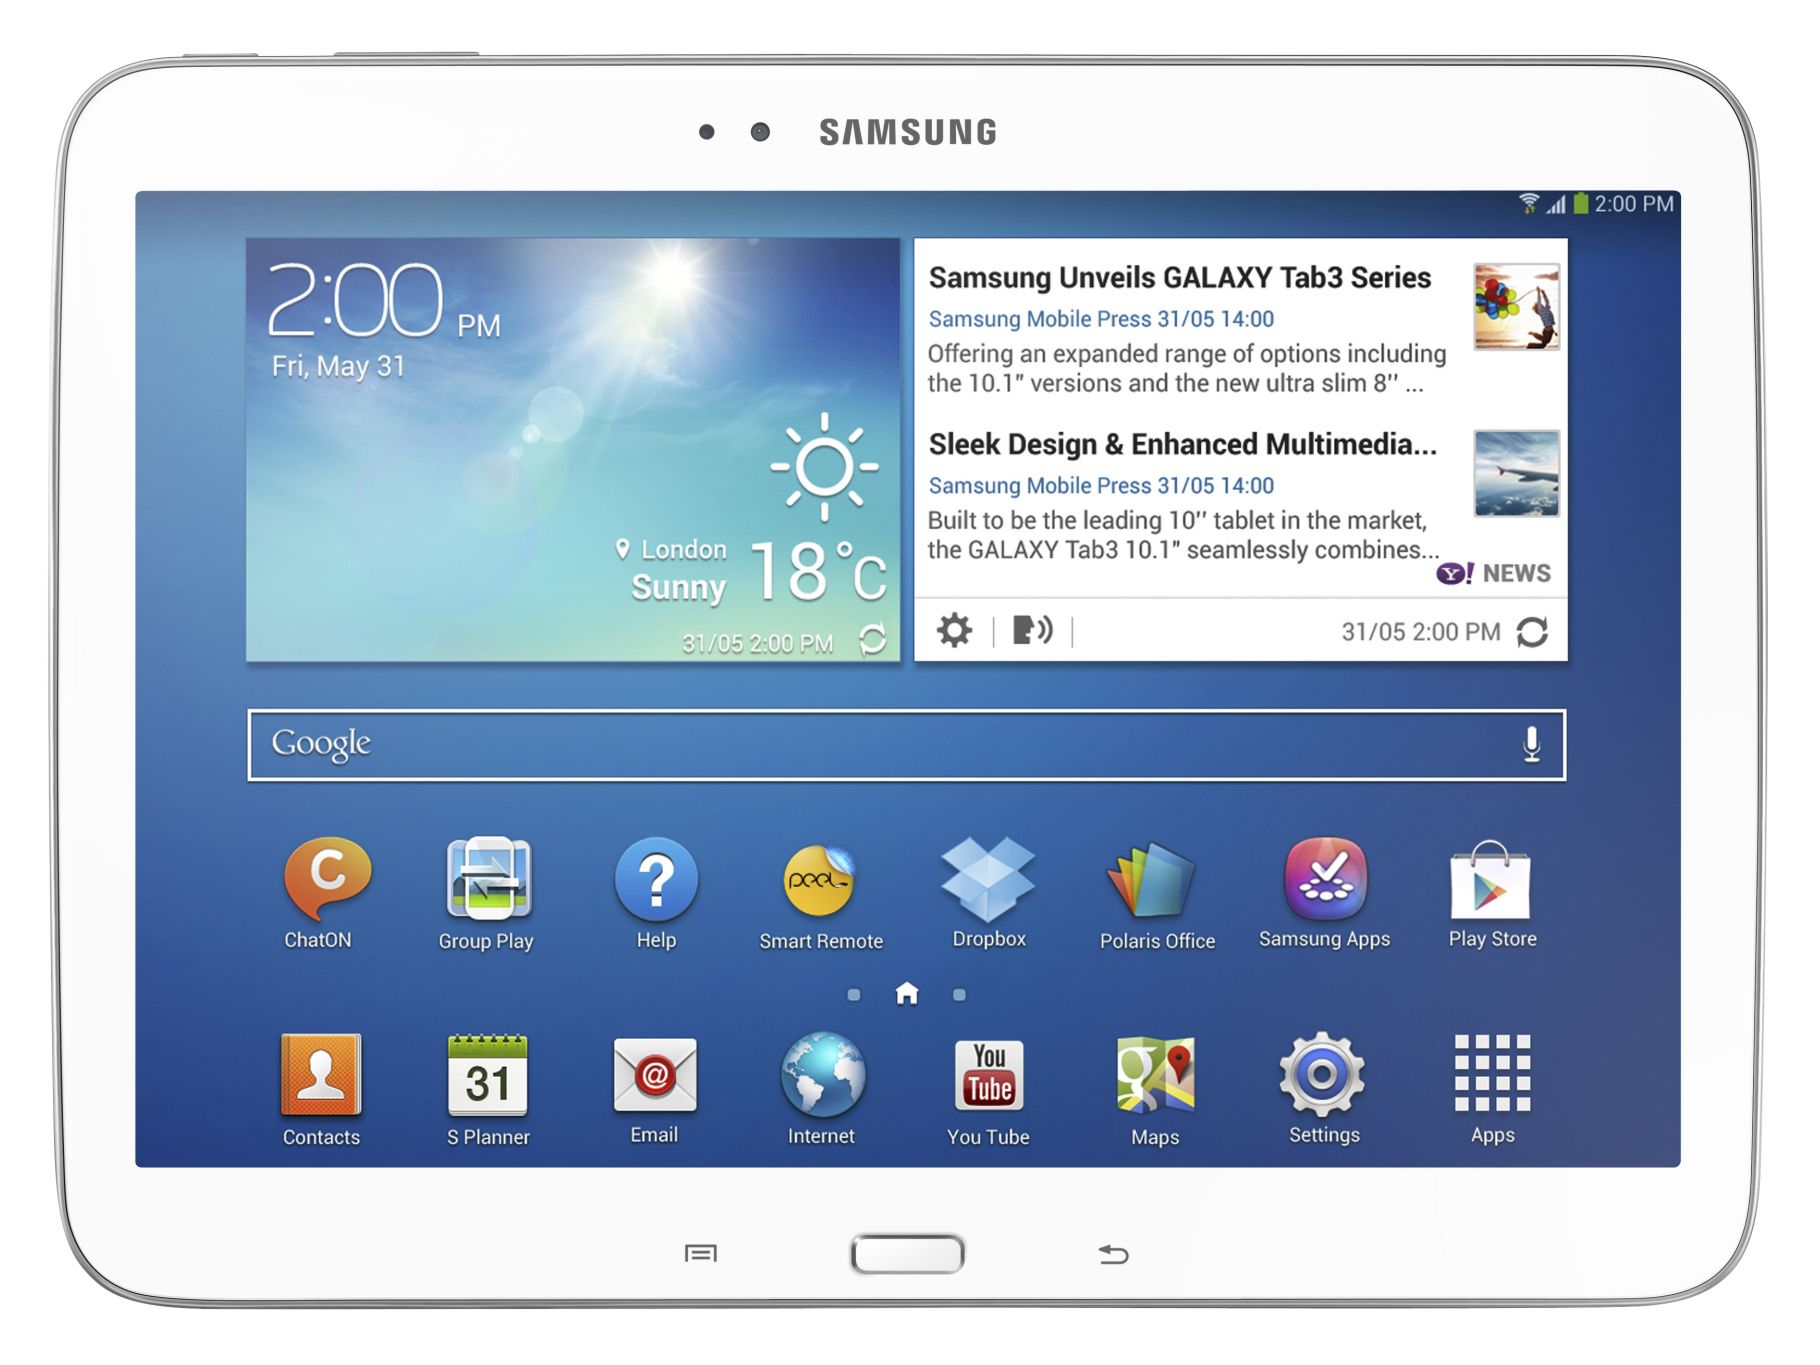 SAMSUNG
2:00 PM
2:00 PM
Fri, May 31
London
Sunny
18°C
31/05 2:00 PM
Samsung Unveils GALAXY Tab3 Series
Samsung Mobile Press 31/05 14:00
Offering an expanded range of options including
the 10.1" versions and the new ultra slim 8'' ...
Sleek Design & Enhanced Multimedia...
Samsung Mobile Press 31/05 14:00
Built to be the leading 10'' tablet in the market,
the GALAXY Tab3 10.1" seamlessly combines...
Y! NEWS
31/05 2:00 PM
Google
C
?
peel
ChatON
Group Play
Help
Smart Remote
Dropbox
Polaris Office
Samsung Apps
Play Store
31
@
You
Tube
g
Contacts
S Planner
Email
Internet
You Tube
Maps
Settings
Apps